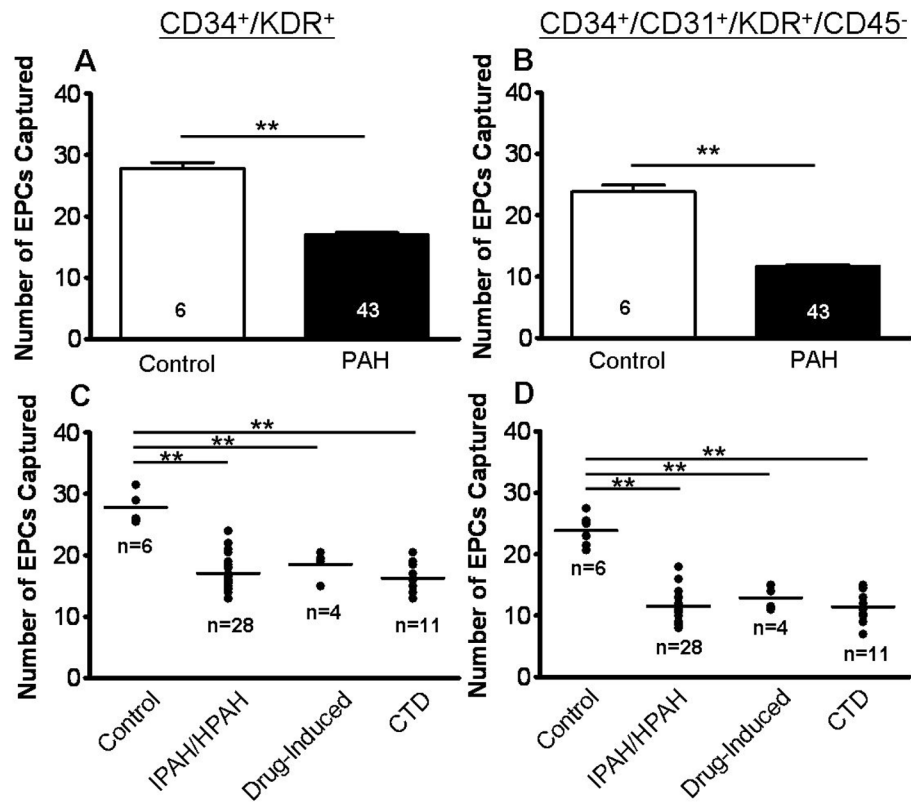 CD34⁺/KDR⁺
CD34⁺/CD31⁺/KDR⁺/CD45⁻
A
Number of EPCs Captured
40
30
20
10
0
**
6
43
Control
PAH
B
Number of EPCs Captured
40
30
20
10
0
**
6
43
Control
PAH
C
Number of EPCs Captured
40
30
20
10
0
**
**
**
n=6
n=28
n=4
n=11
Control
IPAH/HPAH
Drug-Induced
CTD
D
Number of EPCs Captured
40
30
20
10
0
**
**
**
n=6
n=28
n=4
n=11
Control
IPAH/HPAH
Drug-Induced
CTD